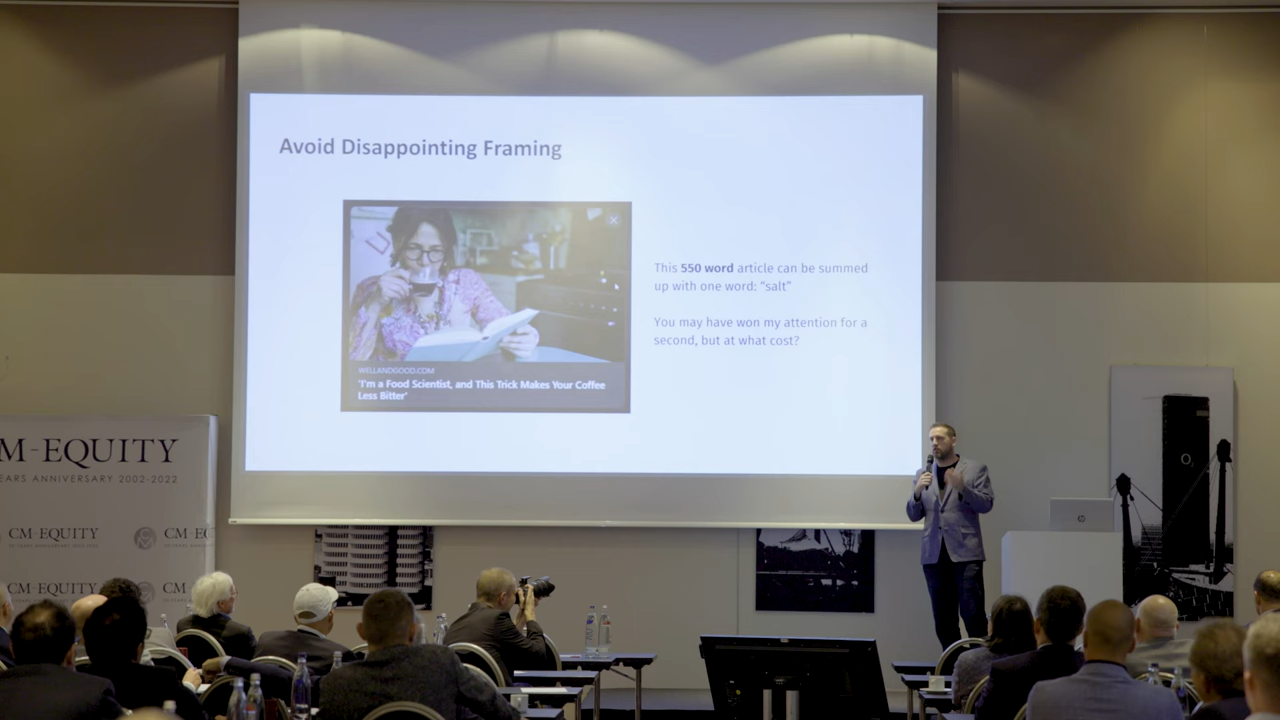 Avoid Disappointing Framing
WELLANDGOOD.COM
'I'm a Food Scientist, and This Trick Makes Your Coffee
Less Bitter'
This 550 word article can be summed
up with one word: “salt”
You may have won my attention for a
second, but at what cost?
M-EQUITY
EARS ANNIVERSARY 2002-2022
CM-EQUITY
CM-EC
CM-EQUITY
CM
O2
hp